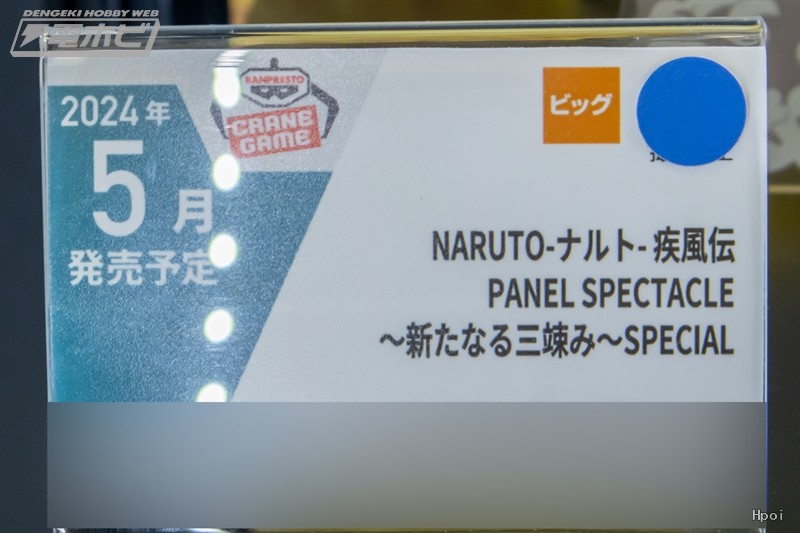 DENGEKI HOBBY WEB
電ホビ
2024年
5月
発売予定
BANPRESTO
CRANE
GAME
ビッグ
NARUTO-ナルト- 疾風伝
PANEL SPECTACLE
～新たなる三竦み～SPECIAL
Hpoi